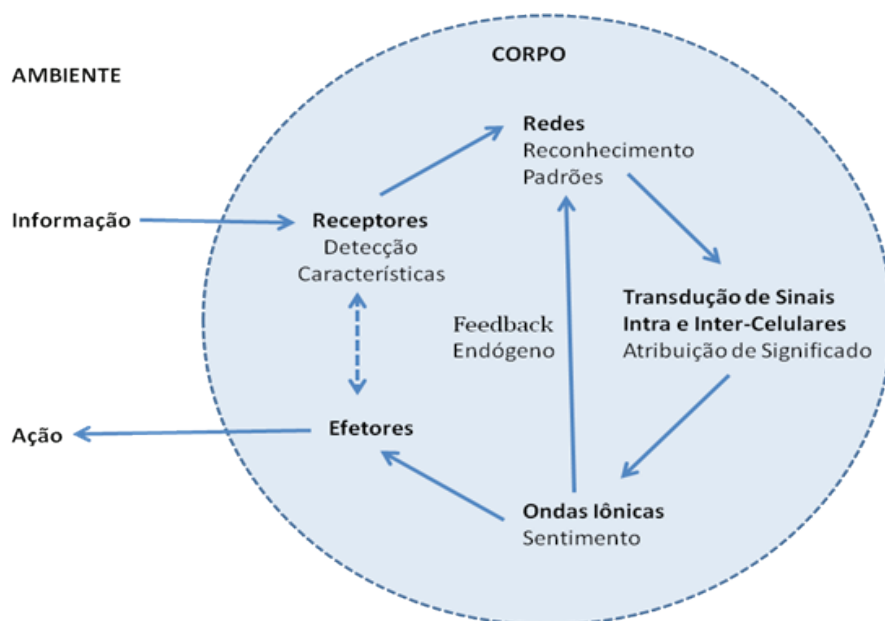 CORPO
AMBIENTE
Redes
Reconhecimento
Padrões
Informação
Receptores
Detecção
Características
Transdução de Sinais
Intra e Inter-Celulares
Atribuição de Significado
Feedback
Endógeno
Ação
Efetores
Ondas Iônicas
Sentimento